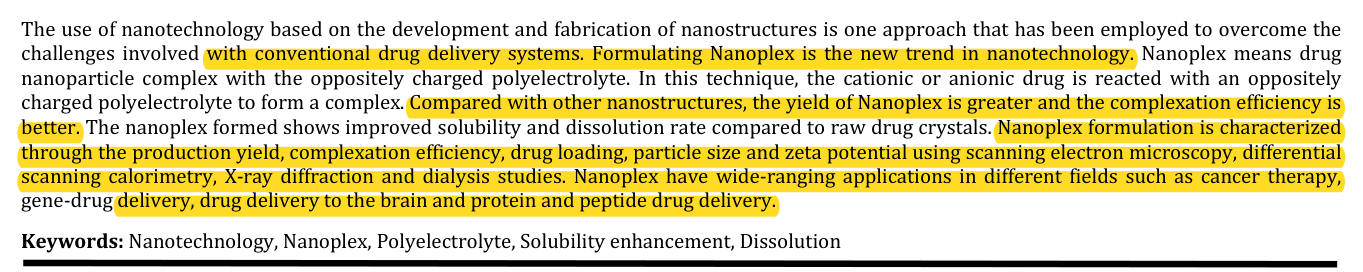 The use of nanotechnology based on the development and fabrication of nanostructures is one approach that has been employed to overcome the
challenges involved with conventional drug delivery systems. Formulating Nanoplex is the new trend in nanotechnology. Nanoplex means drug
nanoparticle complex with the oppositely charged polyelectrolyte. In this technique, the cationic or anionic drug is reacted with an oppositely
charged polyelectrolyte to form a complex. Compared with other nanostructures, the yield of Nanoplex is greater and the complexation efficiency is
better. The nanoplex formed shows improved solubility and dissolution rate compared to raw drug crystals. Nanoplex formulation is characterized
through the production yield, complexation efficiency, drug loading, particle size and zeta potential using scanning electron microscopy, differential
scanning calorimetry, X-ray diffraction and dialysis studies. Nanoplex have wide-ranging applications in different fields such as cancer therapy,
gene-drug delivery, drug delivery to the brain and protein and peptide drug delivery.
Keywords: Nanotechnology, Nanoplex, Polyelectrolyte, Solubility enhancement, Dissolution